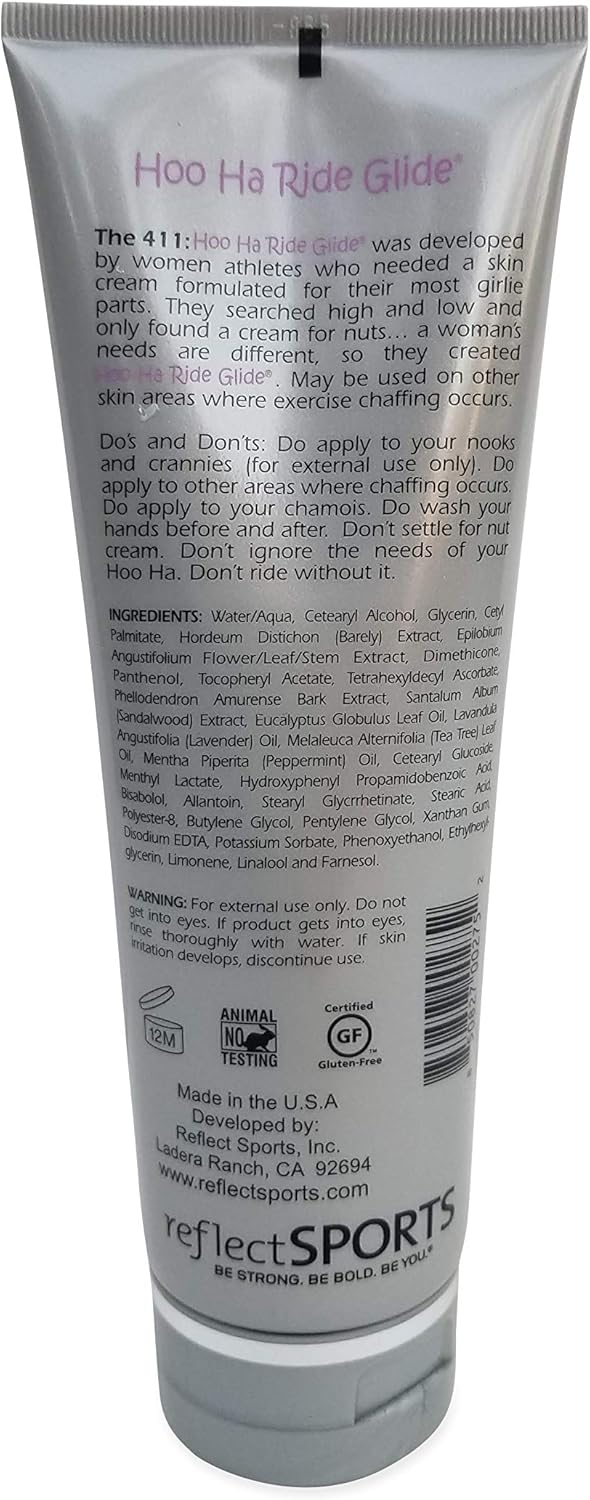 Hoo Ha Ride Glide®
The 411: Hoo Ha Ride Glide® was developed
by women athletes who needed a skin
cream formulated for their most girlie
parts. They searched high and low and
only found a cream for nuts... a woman's
needs are different, so they created
Hoo Ha Ride Glide®. May be used on other
skin areas where exercise chaffing occurs.
Do's and Don'ts: Do apply to your nooks
and crannies (for external use only). Do
apply to other areas where chaffing occurs.
Do apply to your chamois. Do wash your
hands before and after. Don't settle for nut
cream. Don't ignore the needs of your
Hoo Ha. Don't ride without it.
INGREDIENTS: Water/Aqua, Cetearyl Alcohol, Glycerin, Cetyl
Palmitate, Hordeum Distichon (Barely) Extract, Epilobium
Angustifolium Flower/Leaf/Stem Extract, Dimethicone,
Panthenol, Tocopheryl Acetate, Tetrahexyldecyl Ascorbate,
Phellodendron Amurense Bark Extract, Santalum Album
(Sandalwood) Extract, Eucalyptus Globulus Leaf Oil, Lavandula
Angustifolia (Lavender) Oil, Melaleuca Alternifolia (Tea Tree) Leaf
Oil, Mentha Piperita (Peppermint) Oil, Cetearyl Glucoside,
Menthyl Lactate, Hydroxyphenyl Propamidobenzoic Acid,
Bisabolol, Allantoin, Stearyl Glycrrhetinate, Stearic Acid,
Polyester-8, Butylene Glycol, Pentylene Glycol, Xanthan Gum,
Disodium EDTA, Potassium Sorbate, Phenoxyethanol, Ethylhexyl-
glycerin, Limonene, Linalool and Farnesol.
WARNING: For external use only. Do not
get into eyes. If product gets into eyes,
rinse thoroughly with water. If skin
irritation develops, discontinue use.
12M
ANIMAL
NO
TESTING
Certified
GF™
Gluten-Free
50827 00275 2
Made in the U.S.A
Developed by:
Reflect Sports, Inc.
Ladera Ranch, CA 92694
www.reflectsports.com
reflectSPORTS
BE STRONG. BE BOLD. BE YOU.®